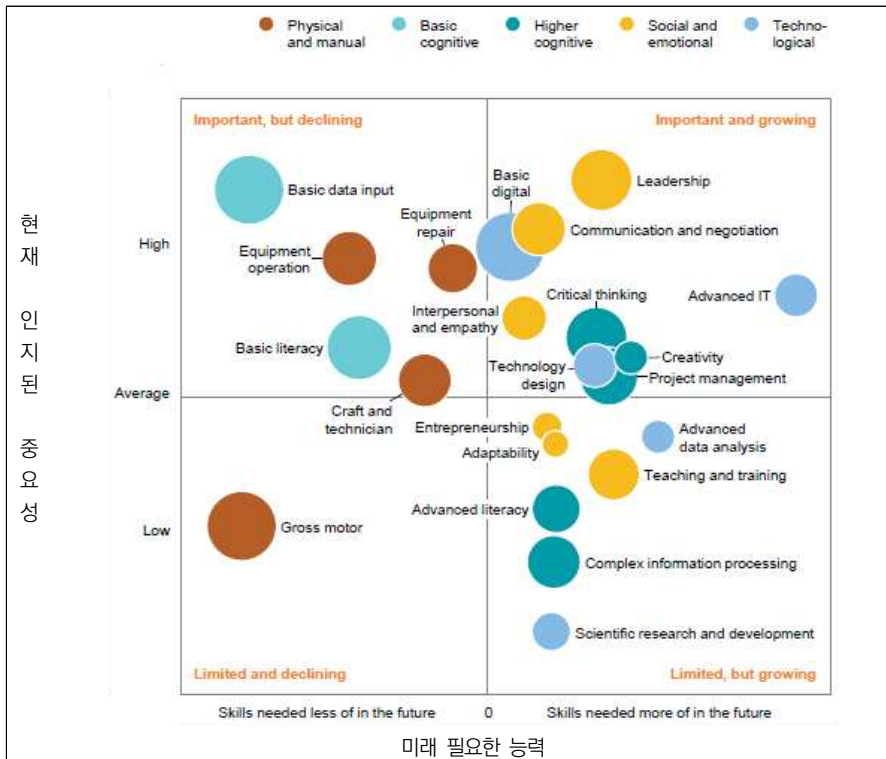 Physical
and manual
Basic
cognitive
Higher
cognitive
Social and
emotional
Techno-
logical
Important, but declining
Important and growing
현
재
인
지
된
중
요
성
High
Average
Low
Basic data input
Equipment
operation
Equipment
repair
Basic literacy
Craft and
technician
Basic
digital
Leadership
Communication and negotiation
Interpersonal
and empathy
Critical thinking
Advanced IT
Technology
design
Creativity
Project management
Gross motor
Entrepreneurship
Adaptability
Advanced
data analysis
Teaching and training
Advanced literacy
Complex information processing
Scientific research and development
Limited and declining
Limited, but growing
Skills needed less of in the future
0
Skills needed more of in the future
미래 필요한 능력